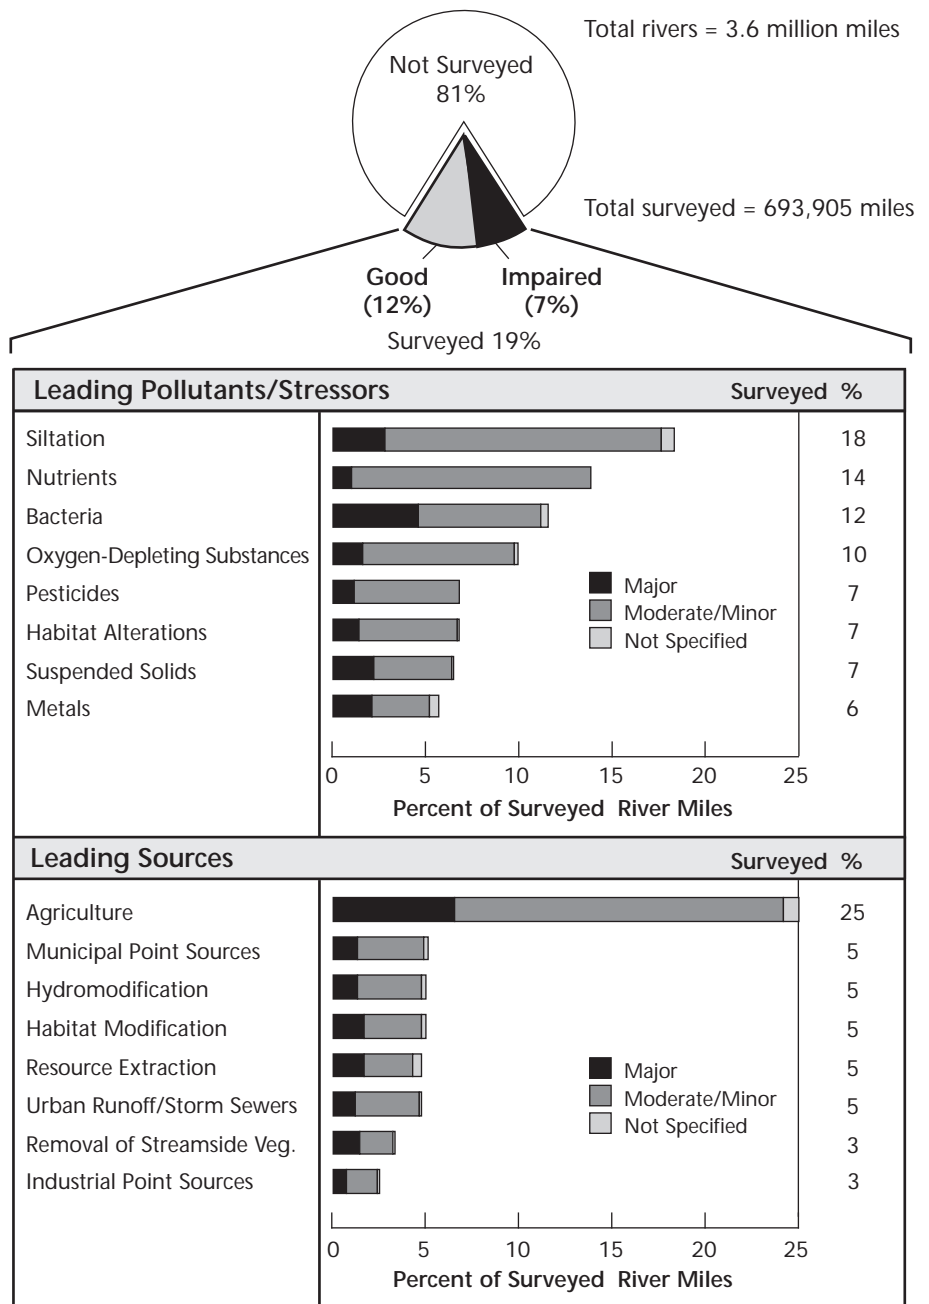 Total rivers = 3.6 million miles
Not Surveyed
81%
Total surveyed = 693,905 miles
Good
(12%)
Impaired
(7%)
Surveyed 19%
Leading Pollutants/Stressors Surveyed %
Siltation 18
Nutrients 14
Bacteria 12
Oxygen-Depleting Substances 10
Pesticides 7
Habitat Alterations 7
Suspended Solids 7
Metals 6
Major
Moderate/Minor
Not Specified
0 5 10 15 20 25
Percent of Surveyed River Miles
Leading Sources Surveyed %
Agriculture 25
Municipal Point Sources 5
Hydromodification 5
Habitat Modification 5
Resource Extraction 5
Urban Runoff/Storm Sewers 5
Removal of Streamside Veg. 3
Industrial Point Sources 3
Major
Moderate/Minor
Not Specified
0 5 10 15 20 25
Percent of Surveyed River Miles